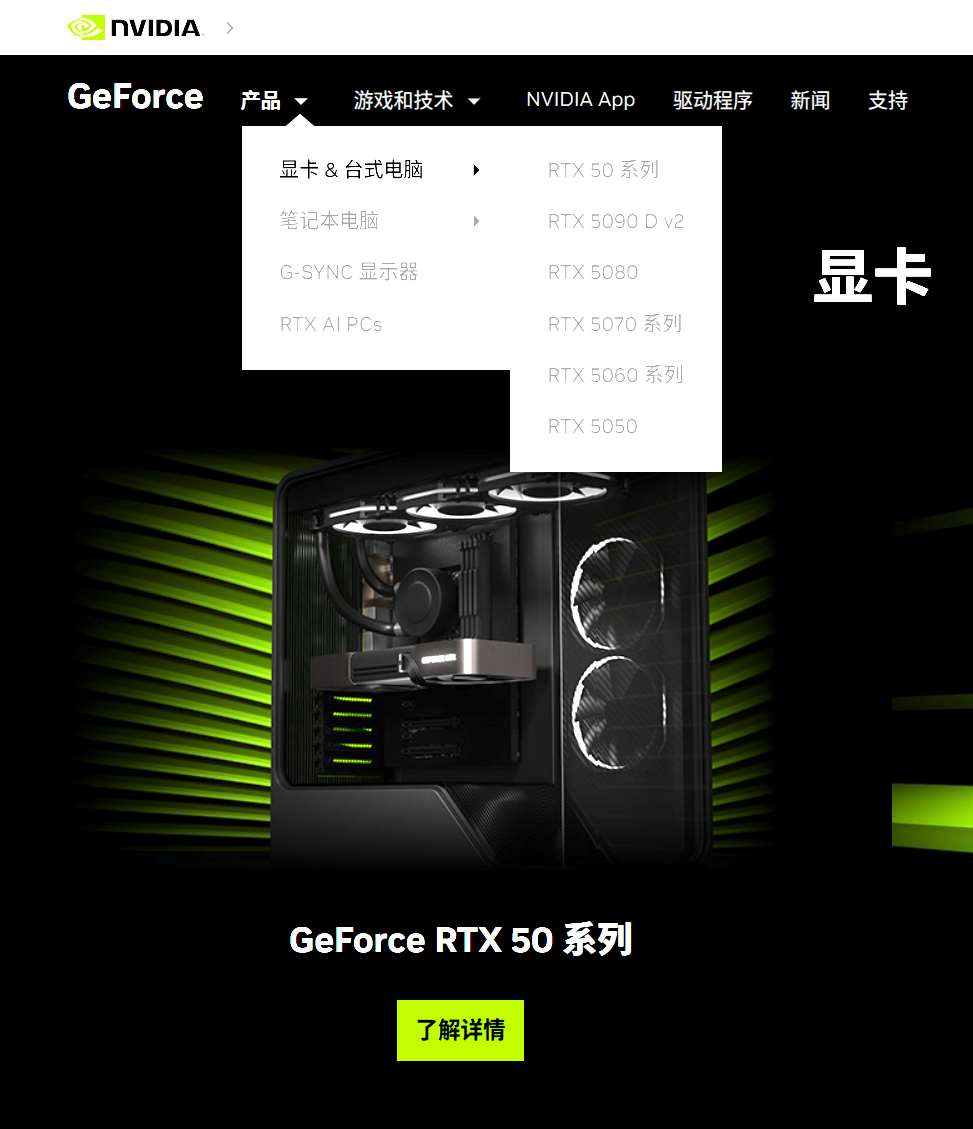 NVIDIA
GeForce
产品
游戏和技术
NVIDIA App
驱动程序
新闻
支持
显卡 & 台式电脑
笔记本电脑
G-SYNC 显示器
RTX AI PCs
RTX 50 系列
RTX 5090 D v2
RTX 5080
RTX 5070 系列
RTX 5060 系列
RTX 5050
显卡
GEFORCE RTX
GeForce RTX 50 系列
了解详情